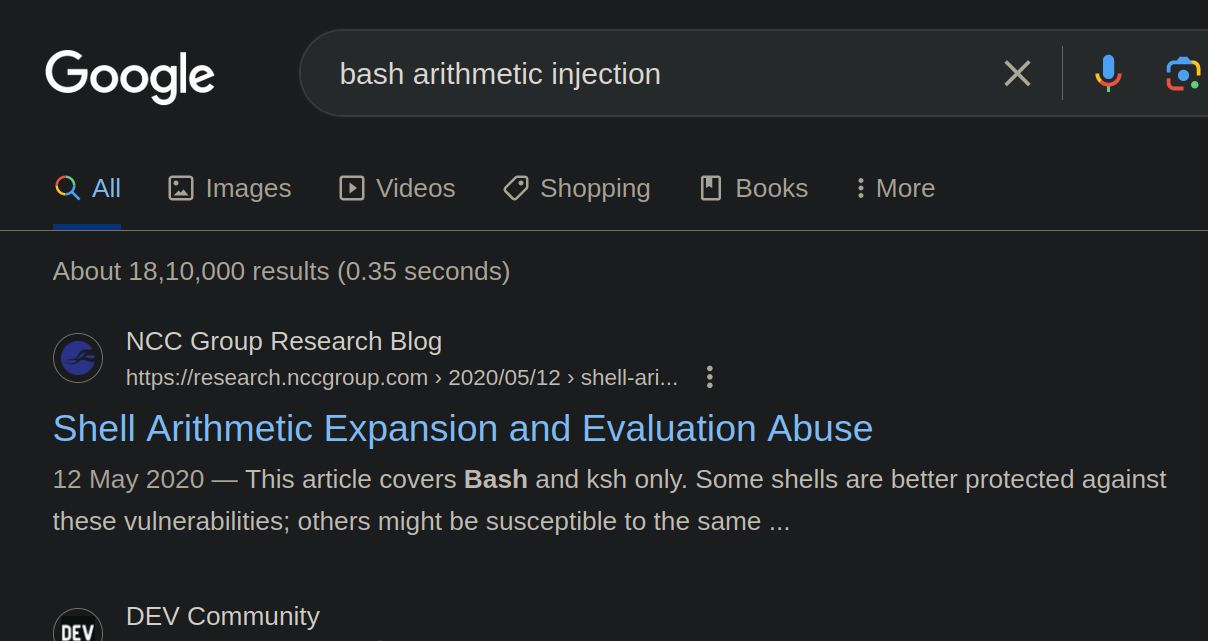 Google
bash arithmetic injection
All Images Videos Shopping Books More
About 18,10,000 results (0.35 seconds)
NCC Group Research Blog
https://research.nccgroup.com › 2020/05/12 › shell-ari...
Shell Arithmetic Expansion and Evaluation Abuse
12 May 2020 — This article covers Bash and ksh only. Some shells are better protected against
these vulnerabilities; others might be susceptible to the same ...
DEV Community
DEV